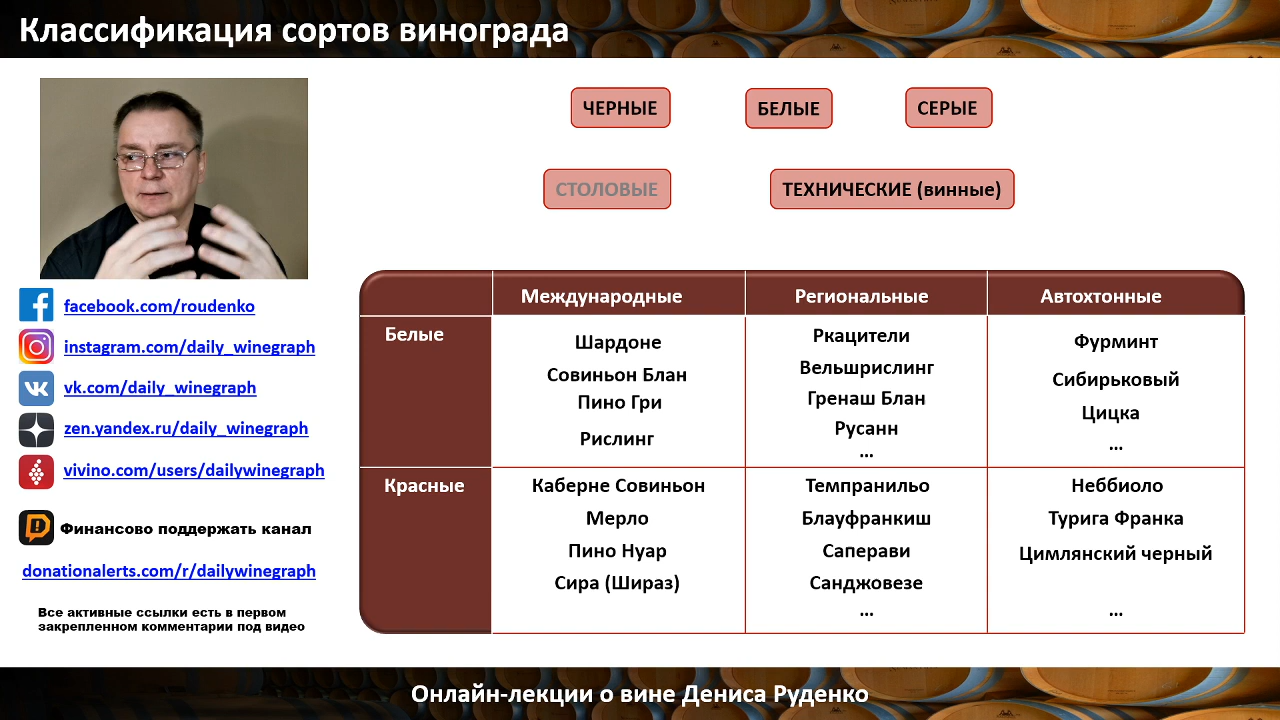 Классификация сортов винограда
ЧЕРНЫЕ
БЕЛЫЕ
СЕРЫЕ
СТОЛОВЫЕ
ТЕХНИЧЕСКИЕ (винные)
facebook.com/roudenko
instagram.com/daily_winegraph
vk.com/daily_winegraph
zen.yandex.ru/daily_winegraph
vivino.com/users/dailywinegraph
Финансово поддержать канал
donationalerts.com/r/dailywinegraph
Все активные ссылки есть в первом
закрепленном комментарии под видео
Международные
Региональные
Автохтонные
Белые
Шардоне
Совиньон Блан
Пино Гри
Рислинг
Ркацители
Вельшрислинг
Гренаш Блан
Русанн
...
Фурминт
Сибирьковый
Цицка
...
Красные
Каберне Совиньон
Мерло
Пино Нуар
Сира (Шираз)
Темпранильо
Блауфранкиш
Саперави
Санджовезе
...
Неббиоло
Турига Франка
Цимлянский черный
...
Онлайн-лекции о вине Дениса Руденко